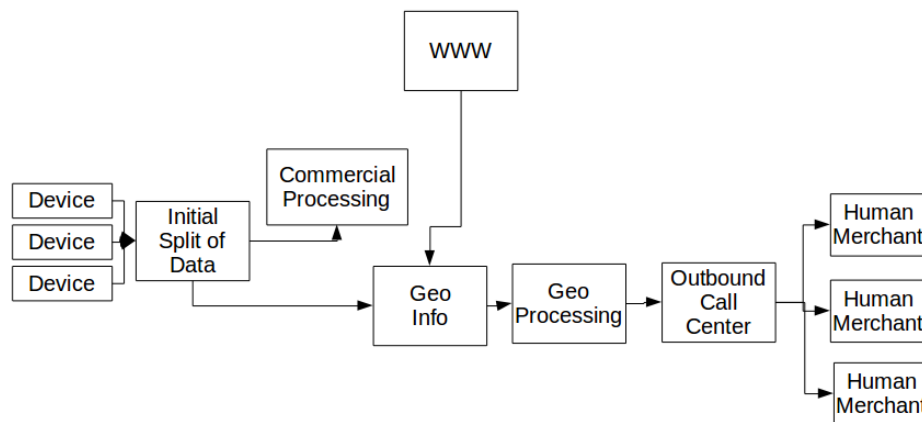 WWW
Commercial
Processing
Device
Device
Device
Initial
Split of
Data
Geo
Info
Geo
Processing
Outbound
Call
Center
Human
Merchant
Human
Merchant
Human
Merchant